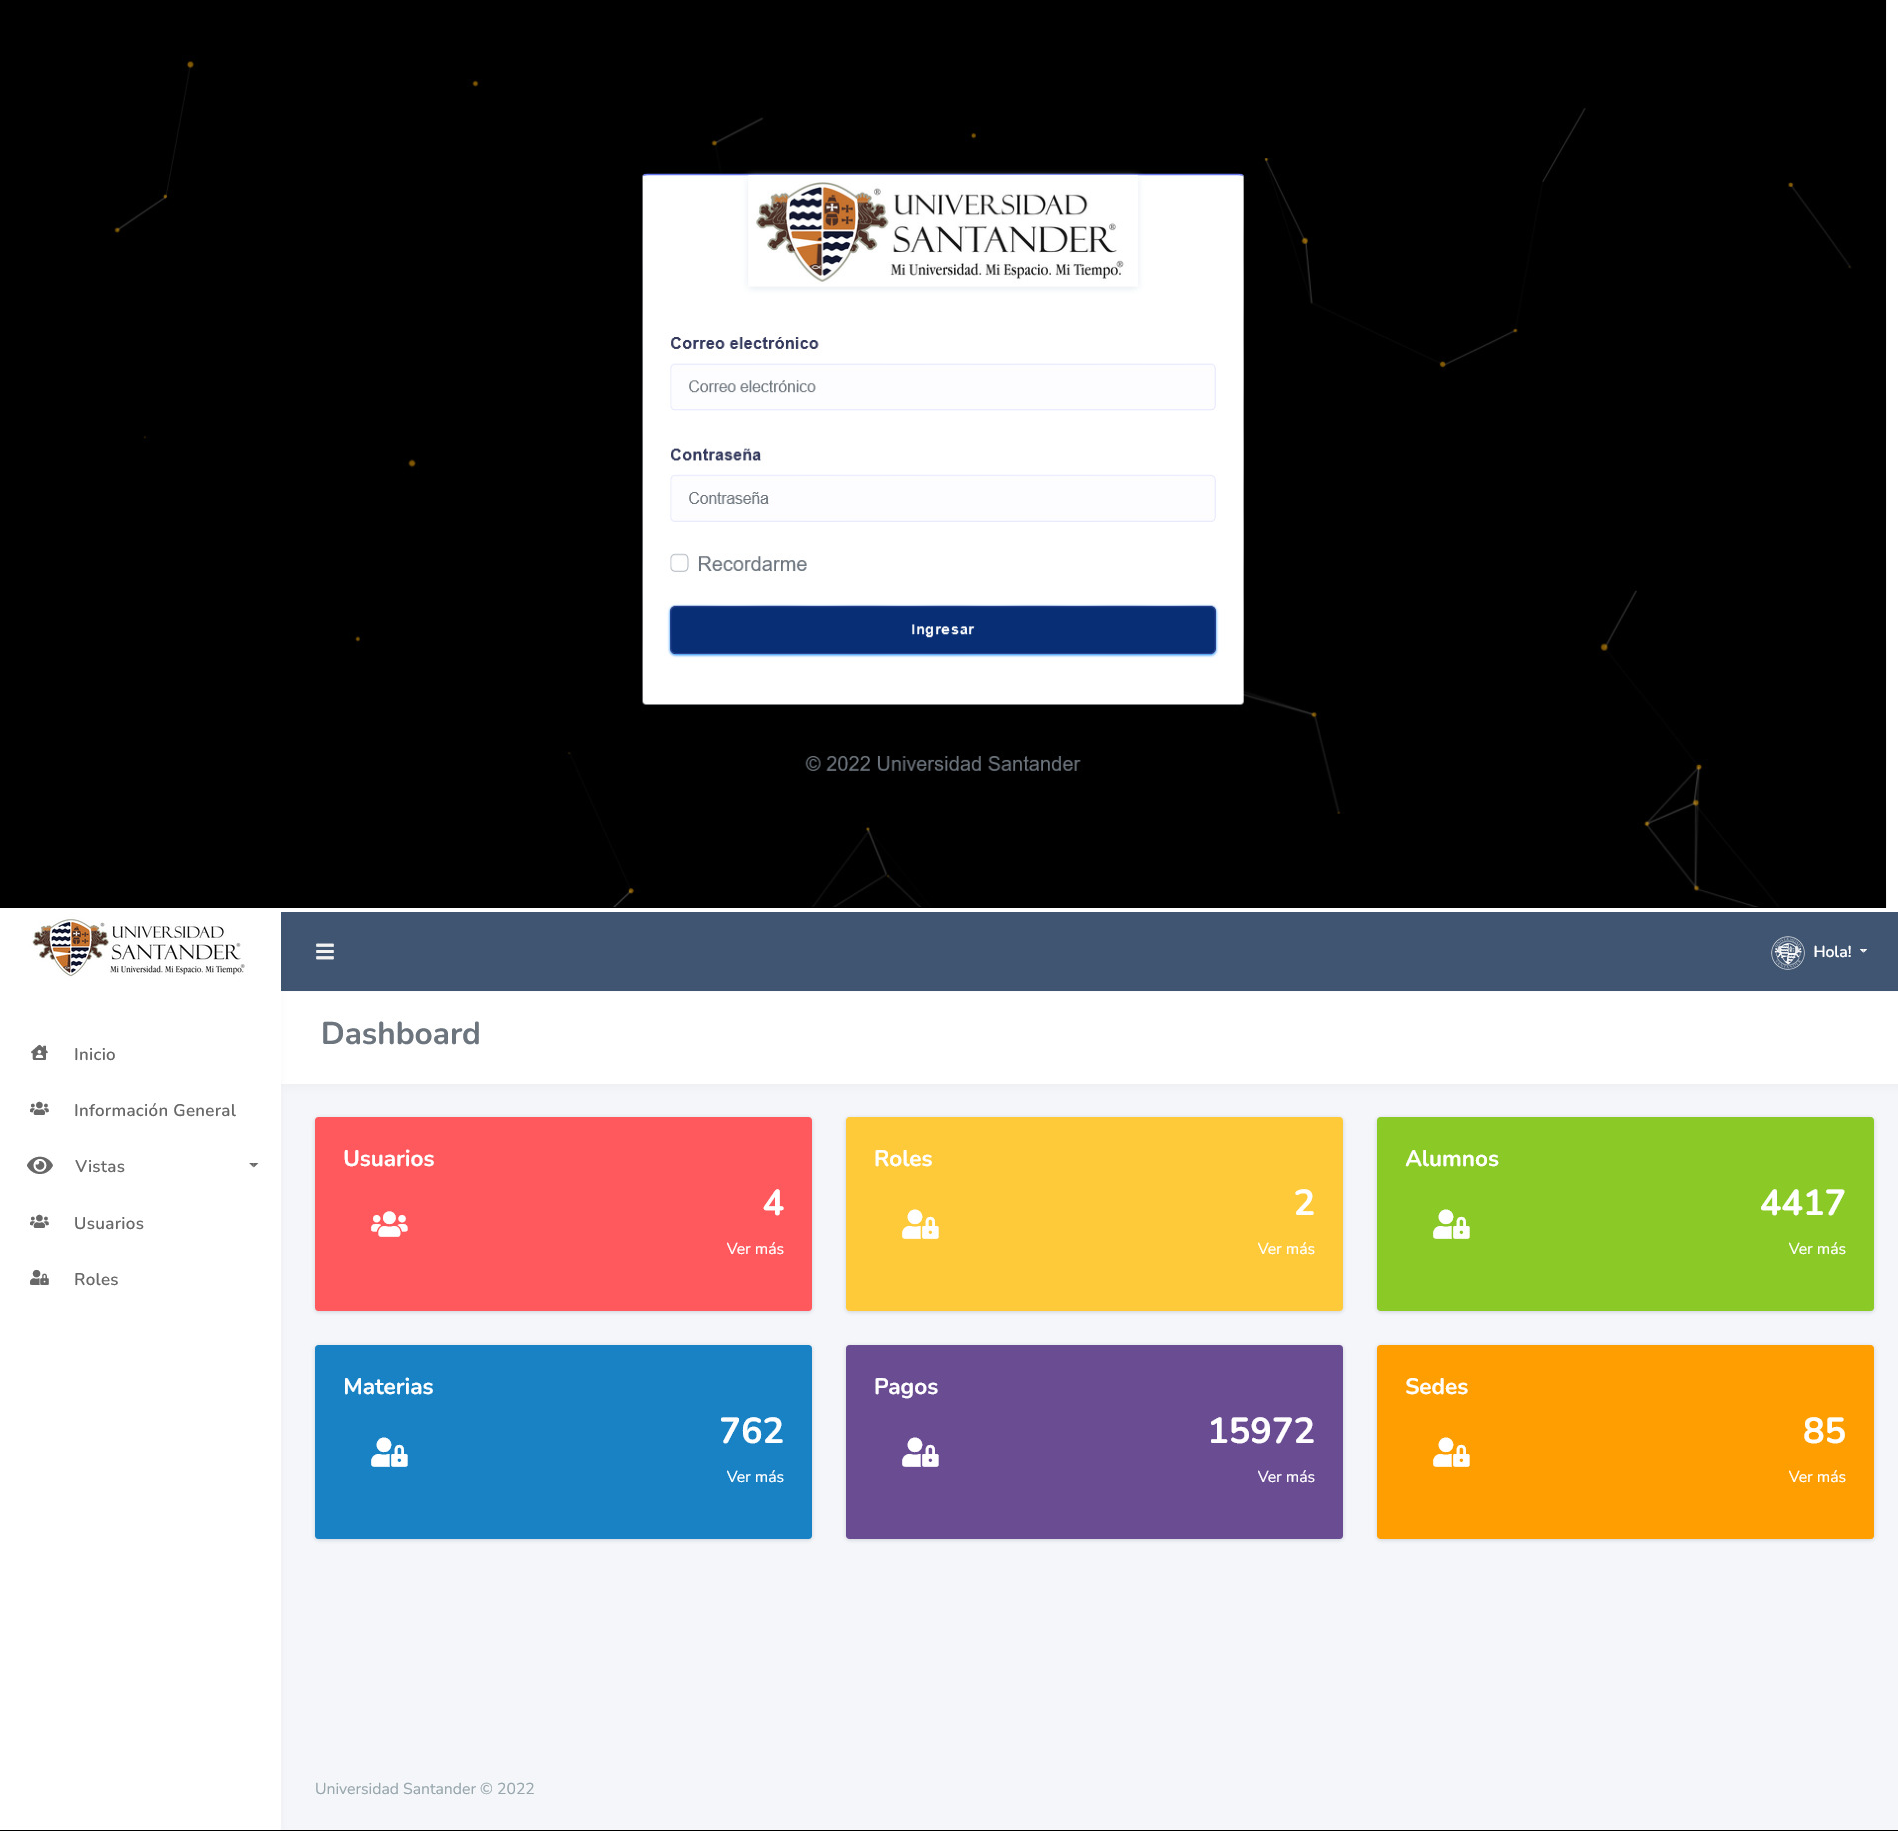 UNIVERSIDAD
SANTANDER®
Mi Universidad. Mi Espacio. Mi Tiempo.®
Correo electrónico
Correo electrónico
Contraseña
Contraseña
Recordarme
Ingresar
© 2022 Universidad Santander
UNIVERSIDAD
SANTANDER®
Mi Universidad. Mi Espacio. Mi Tiempo.®
Hola!
Dashboard
Inicio
Información General
Vistas
Usuarios
Roles
Usuarios
4
Ver más
Roles
2
Ver más
Alumnos
4417
Ver más
Materias
762
Ver más
Pagos
15972
Ver más
Sedes
85
Ver más
Universidad Santander © 2022